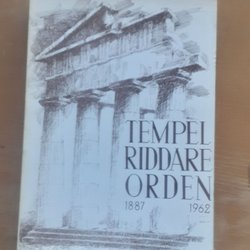 TEMPEL
RIDDARE
ORDEN
1887 1962